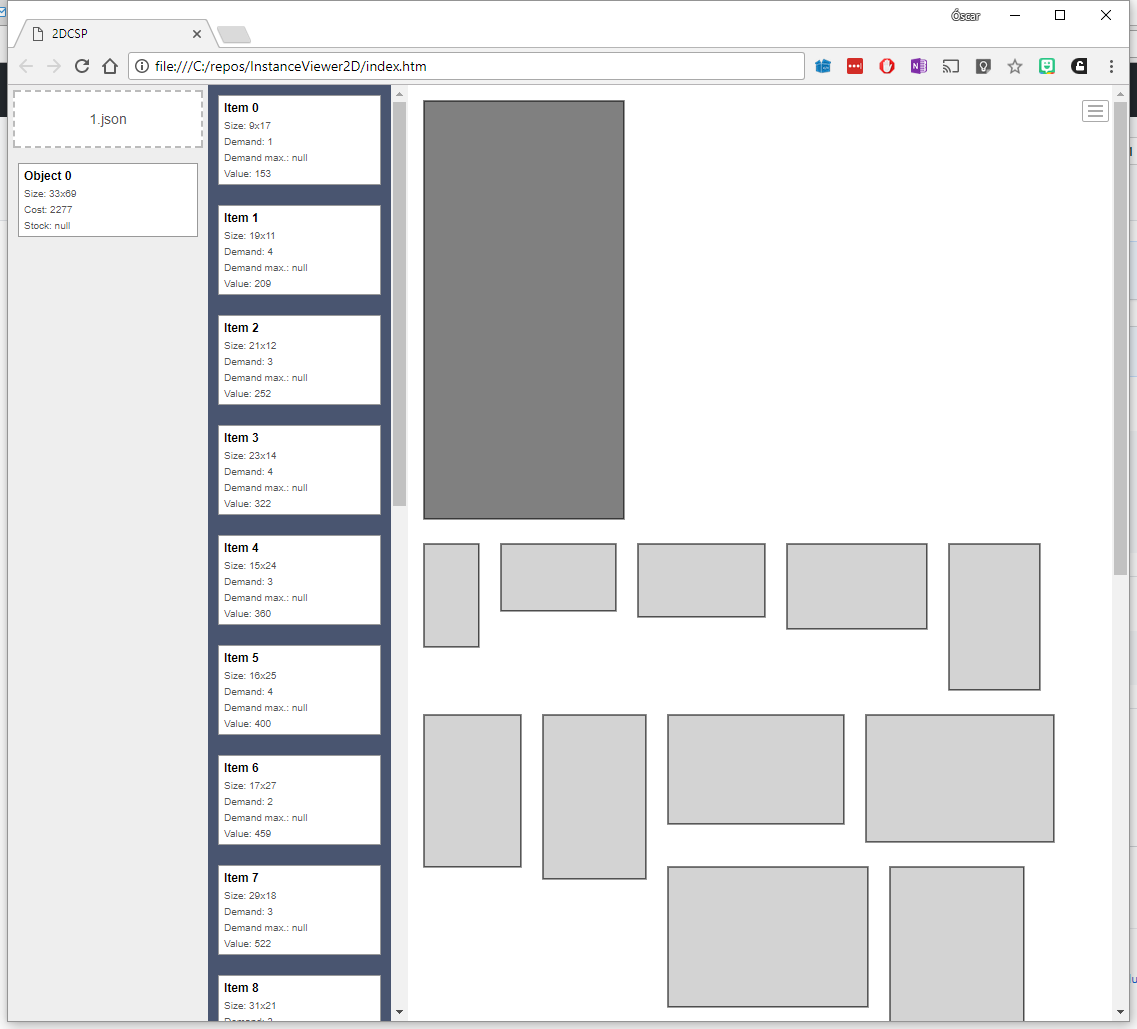 Óscar
2DCSP
file:///C:/repos/InstanceViewer2D/index.htm
1.json
Object 0
Size: 33x69
Cost: 2277
Stock: null
Item 0
Size: 9x17
Demand: 1
Demand max.: null
Value: 153
Item 1
Size: 19x11
Demand: 4
Demand max.: null
Value: 209
Item 2
Size: 21x12
Demand: 3
Demand max.: null
Value: 252
Item 3
Size: 23x14
Demand: 4
Demand max.: null
Value: 322
Item 4
Size: 15x24
Demand: 3
Demand max.: null
Value: 360
Item 5
Size: 16x25
Demand: 4
Demand max.: null
Value: 400
Item 6
Size: 17x27
Demand: 2
Demand max.: null
Value: 459
Item 7
Size: 29x18
Demand: 3
Demand max.: null
Value: 522
Item 8
Size: 31x21